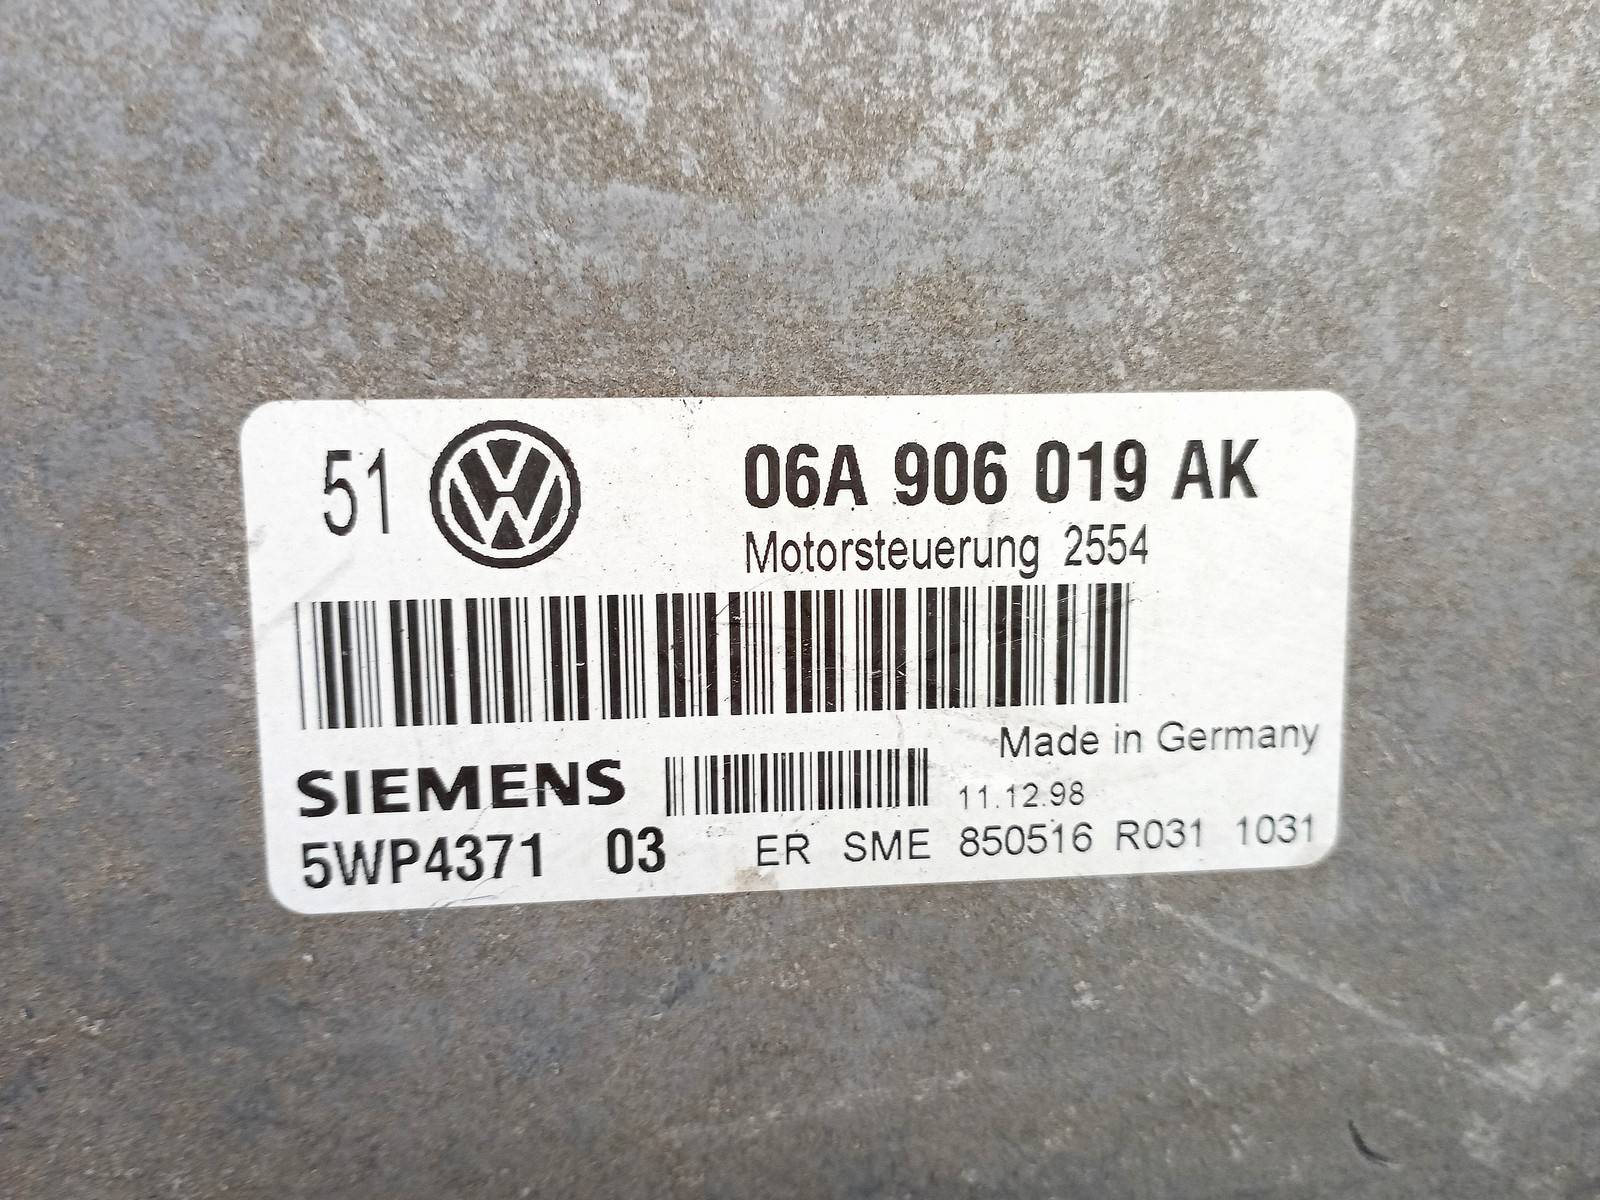 51 06A 906 019 AK
Motorsteuerung 2554
Made in Germany
SIEMENS 11.12.98
5WP4371 03 ER SME 850516 R031 1031